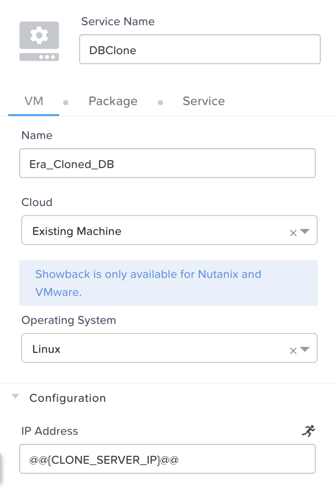 Service Name
DBClone
VM
Package
Service
Name
Era_Cloned_DB
Cloud
Existing Machine
Showback is only available for Nutanix and
VMware.
Operating System
Linux
Configuration
IP Address
@@{CLONE_SERVER_IP}@@